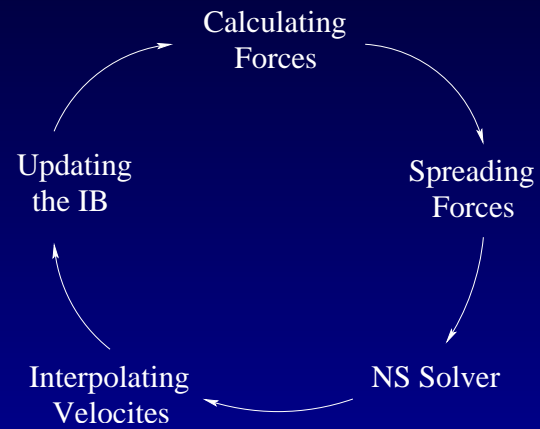 Calculating
Forces
Spreading
Forces
NS Solver
Interpolating
Velocites
Updating
the IB